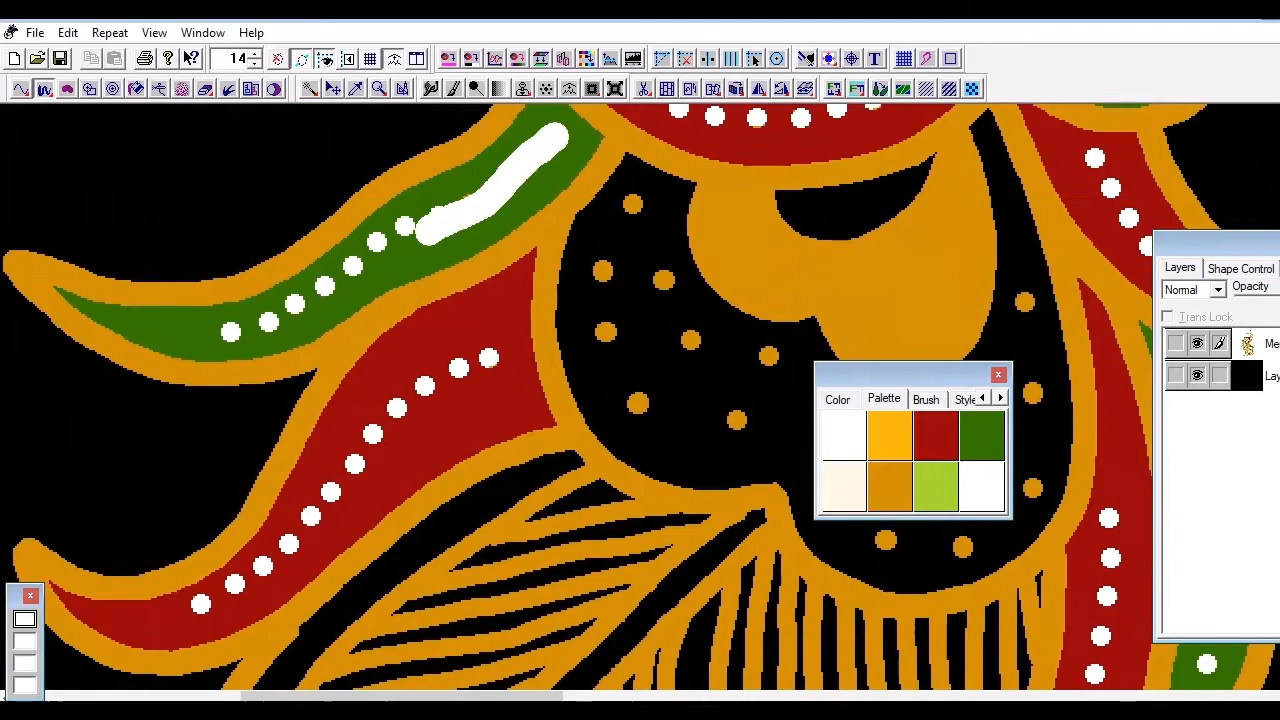 File Edit Repeat View Window Help
14
Layers Shape Control
Normal Opacity
Trans Lock
Color Palette Brush Style